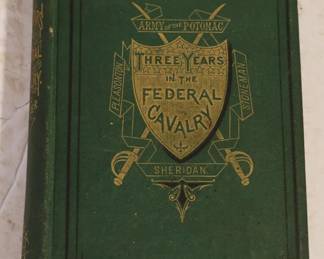 ARMY OF THE POTOMAC
THREE YEARS
IN THE
FEDERAL
CAVALRY
PLEASONTON
STONEMAN
SHERIDAN